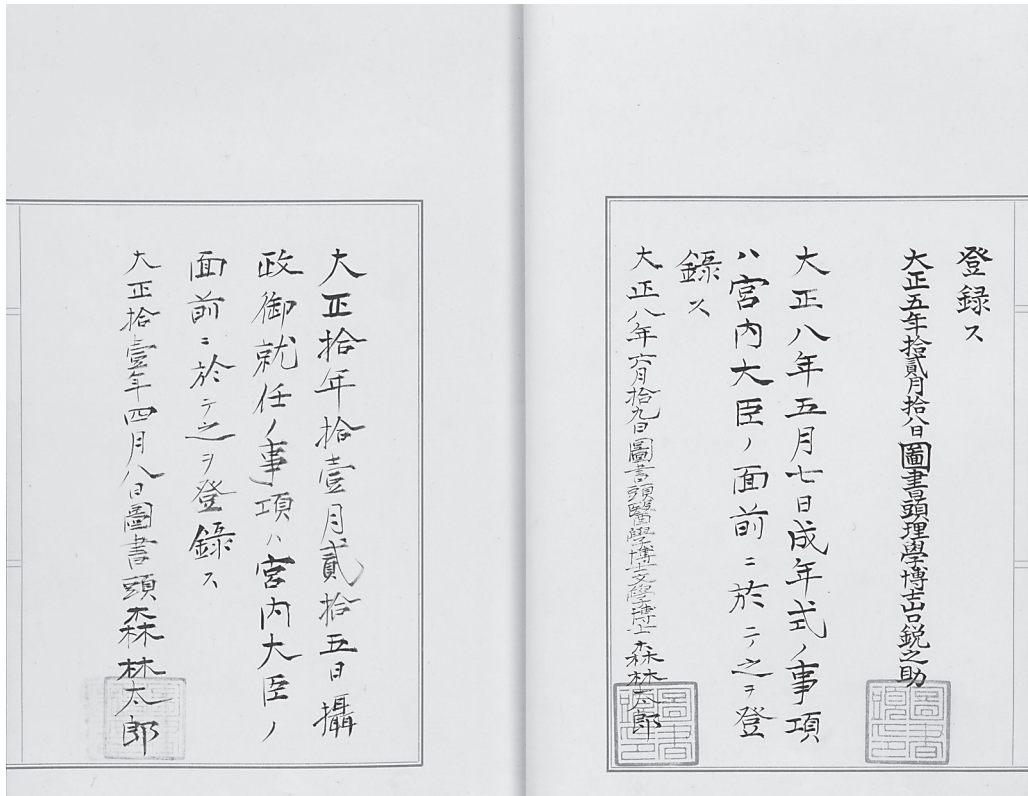 登録ス
大正五年拾貳月拾八日圖書頭理學博士山口鋭之助
大正八年五月七日成年式ノ事項
ハ宮内大臣ノ面前ニ於テ之ヲ登
錄ス
大正八年六月拾九日圖書頭醫學博士文學博士森林太郎
大正拾年拾壹月貳拾五日攝
政御就任ノ事項ハ宮内大臣ノ
面前ニ於テ之ヲ登錄ス
大正拾壹年四月八日圖書頭森林太郎